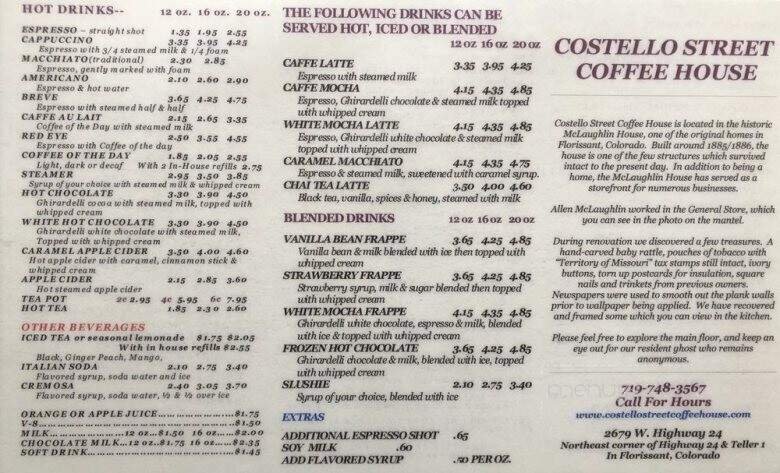 HOT DRINKS-- 12 OZ. 16 OZ. 20 OZ.
ESPRESSO – straight shot 1.35 1.95 2.55
CAPPUCCINO 3.35 3.95 4.25
Espresso with 3/4 steamed milk & 1/4 foam
MACCHIATO(traditional) 2.30 2.85
Espresso, gently marked with foam
AMERICANO 2.10 2.60 2.90
Espresso & hot water
BREVE 3.65 4.25 4.75
Espresso with steamed half & half
CAFFE AU LAIT 2.15 2.65 3.35
Coffee of the Day with steamed milk
RED EYE 2.50 3.55 4.55
Espresso with Coffee of the day
COFFEE OF THE DAY 1.85 2.05 2.55
Light, dark or decaf With 2 In-House refills 2.75
STEAMER 2.95 3.50 3.85
Syrup of your choice with steamed milk & whipped cream
HOT CHOCOLATE 3.30 3.90 4.50
Ghirardelli cocoa with steamed milk, topped with
whipped cream
WHITE HOT CHOCOLATE 3.30 3.90 4.50
Ghirardelli white chocolate with steamed milk,
Topped with whipped cream
CARAMEL APPLE CIDER 3.50 4.00 4.60
Hot apple cider with caramel, cinnamon stick &
whipped cream
APPLE CIDER 2.15 2.85 3.60
Hot steamed apple cider
TEA POT 2c 2.95 4c 5.95 6c 7.95
HOT TEA 1.85 2.30 2.60
OTHER BEVERAGES
ICED TEA or seasonal lemonade $1.75 $2.05
With in house refills $2.55
Black, Ginger Peach, Mango,
ITALIAN SODA 2.10 2.75 3.40
Flavored syrup, soda water and ice
CREMOSA 2.40 3.05 3.70
Flavored syrup, soda water, ½ & ½ over ice
ORANGE OR APPLE JUICE..................$1.75
V-8..................$1.50
MILK............12 oz...$1.50 16 oz......$2.00
CHOCOLATE MILK...12 oz..$1.75 16 oz......$2.35
SOFT DRINK..................$1.45
THE FOLLOWING DRINKS CAN BE
SERVED HOT, ICED OR BLENDED
12 OZ 16 OZ 20 OZ
CAFFE LATTE 3.35 3.95 4.25
Espresso with steamed milk
CAFFE MOCHA 4.15 4.35 4.85
Espresso, Ghirardelli chocolate & steamed milk topped
with whipped cream
WHITE MOCHA LATTE 4.15 4.35 4.85
Espresso, Ghirardelli white chocolate & steamed milk
topped with whipped cream
CARAMEL MACCHIATO 4.15 4.35 4.75
Espresso & steamed milk, sweetened with caramel syrup.
CHAI TEA LATTE 3.50 4.00 4.60
Black tea, vanilla, spices & honey, steamed with milk
BLENDED DRINKS 12 OZ 16 OZ 20 OZ
VANILLA BEAN FRAPPE 3.65 4.25 4.85
Vanilla bean & milk blended with ice then topped with
whipped cream
STRAWBERRY FRAPPE 3.65 4.25 4.85
Strawberry syrup, milk & sugar blended then topped
with whipped cream
WHITE MOCHA FRAPPE 4.15 4.35 4.85
Ghirardelli white chocolate, espresso & milk, blended
with ice & topped with whipped cream
FROZEN HOT CHOCOLATE 3.65 4.25 4.85
Ghirardelli chocolate & milk, blended with ice, topped
with whipped cream
SLUSHIE 2.10 2.75 3.40
Syrup of your choice, blended with ice
EXTRAS
ADDITIONAL ESPRESSO SHOT .65
SOY MILK .60
ADD FLAVORED SYRUP .50 PER OZ.
COSTELLO STREET
COFFEE HOUSE
Costello Street Coffee House is located in the historic
McLaughlin House, one of the original homes in
Florissant, Colorado. Built around 1885/1886, the
house is one of the few structures which survived
intact to the present day. In addition to being a
home, the McLaughlin House has served as a
storefront for numerous businesses.
Allen McLaughlin worked in the General Store, which
you can see in the photo on the mantel.
During renovation we discovered a few treasures. A
hand-carved baby rattle, pouches of tobacco with
"Territory of Missouri" tax stamps still intact, ivory
buttons, torn up postcards for insulation, square
nails and trinkets from previous owners.
Newspapers were used to smooth out the plank walls
prior to wallpaper being applied. We have recovered
and framed some which you can view in the kitchen.
Please feel free to explore the main floor, and keep an
eye out for our resident ghost who remains
anonymous.
719-748-3567
Call For Hours
www.costellostreetcoffeehouse.com
2679 W. Highway 24
Northeast corner of Highway 24 & Teller 1
In Florissant, Colorado